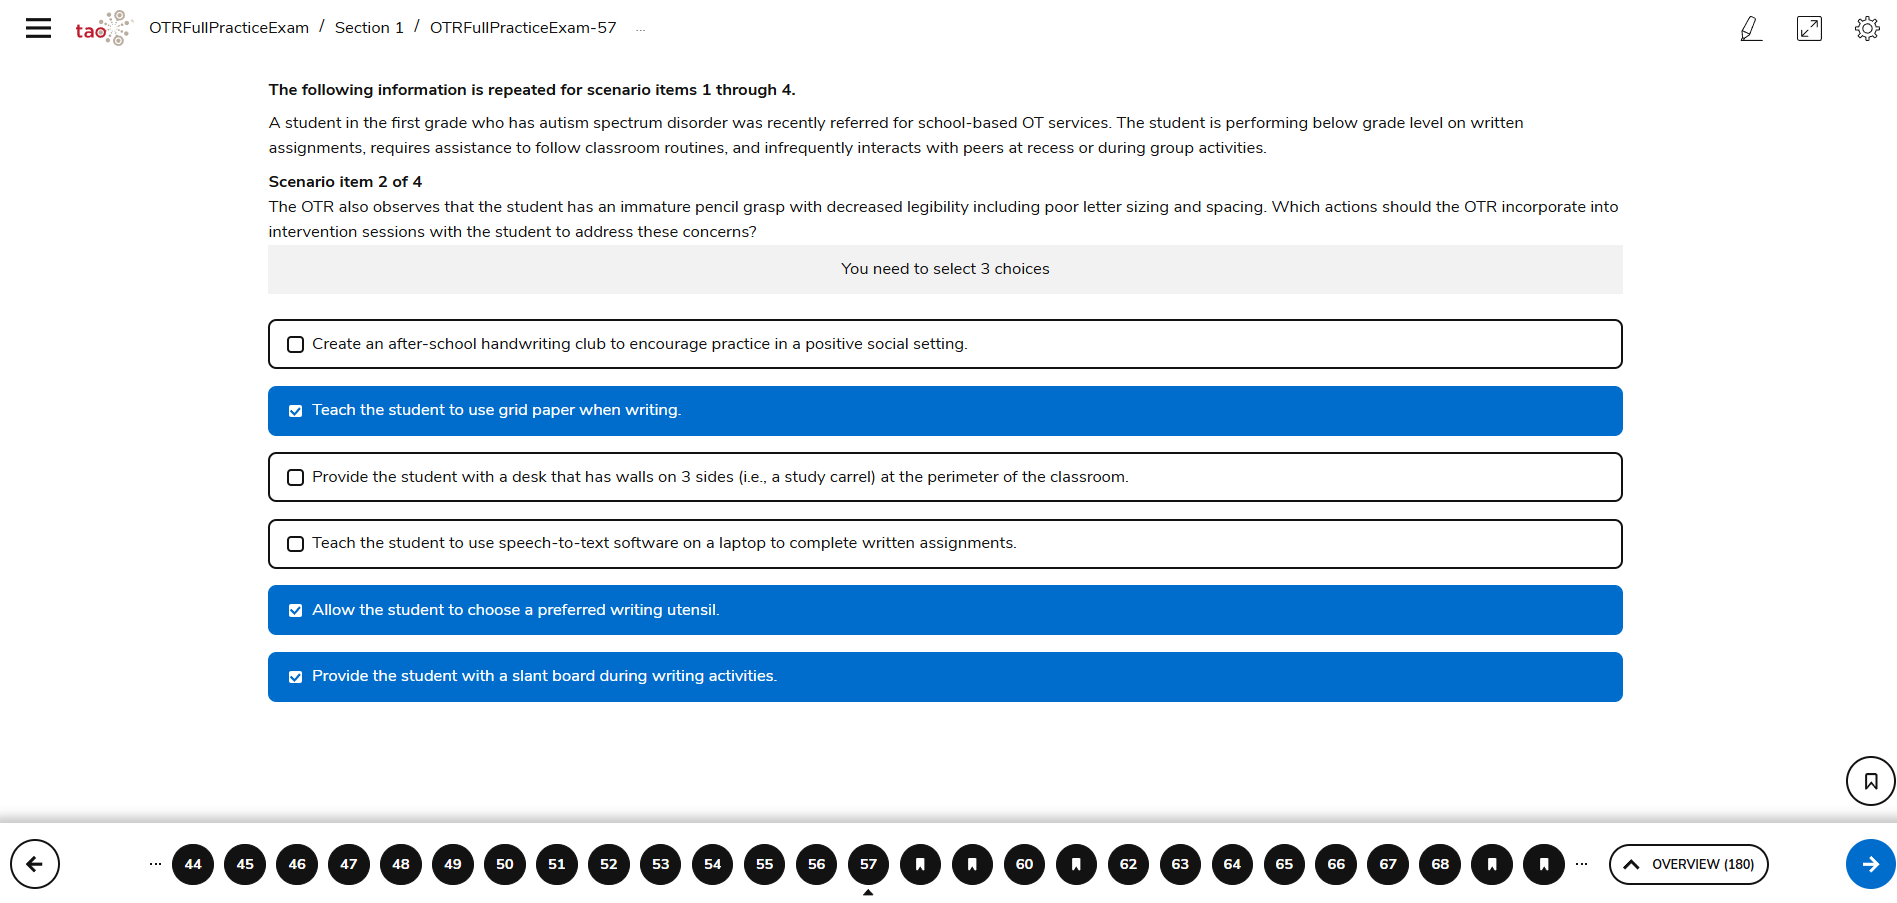 tao
OTRFullPracticeExam / Section 1 / OTRFullPracticeExam-57 ...
The following information is repeated for scenario items 1 through 4.
A student in the first grade who has autism spectrum disorder was recently referred for school-based OT services. The student is performing below grade level on written
assignments, requires assistance to follow classroom routines, and infrequently interacts with peers at recess or during group activities.
Scenario item 2 of 4
The OTR also observes that the student has an immature pencil grasp with decreased legibility including poor letter sizing and spacing. Which actions should the OTR incorporate into
intervention sessions with the student to address these concerns?
You need to select 3 choices
Create an after-school handwriting club to encourage practice in a positive social setting.
Teach the student to use grid paper when writing.
Provide the student with a desk that has walls on 3 sides (i.e., a study carrel) at the perimeter of the classroom.
Teach the student to use speech-to-text software on a laptop to complete written assignments.
Allow the student to choose a preferred writing utensil.
Provide the student with a slant board during writing activities.
... 44 45 46 47 48 49 50 51 52 53 54 55 56 57 60 62 63 64 65 66 67 68 ... OVERVIEW (180)